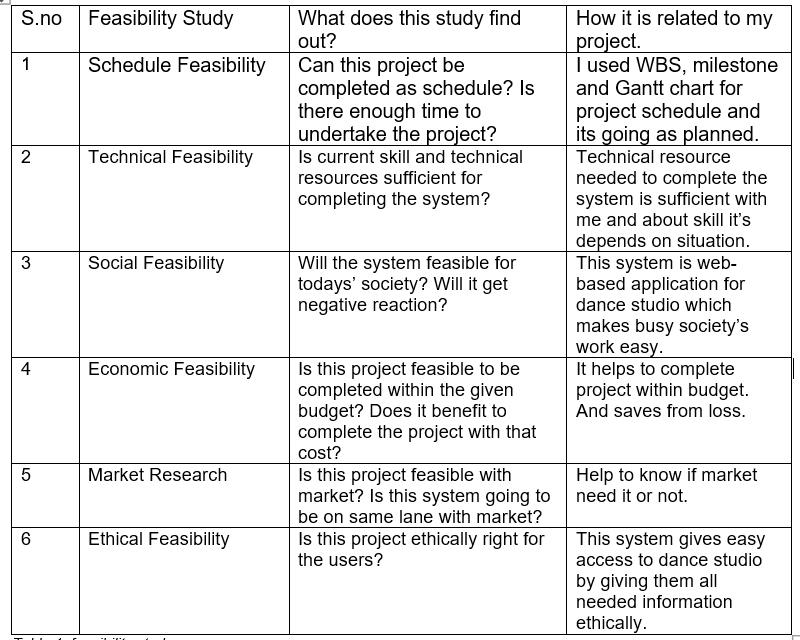 S.no
Feasibility Study
What does this study find
out?
How it is related to my
project.
1
Schedule Feasibility
Can this project be
completed as schedule? Is
there enough time to
undertake the project?
I used WBS, milestone
and Gantt chart for
project schedule and
its going as planned.
2
Technical Feasibility
Is current skill and technical
resources sufficient for
completing the system?
Technical resource
needed to complete the
system is sufficient with
me and about skill it’s
depends on situation.
3
Social Feasibility
Will the system feasible for
todays’ society? Will it get
negative reaction?
This system is web-
based application for
dance studio which
makes busy society’s
work easy.
4
Economic Feasibility
Is this project feasible to be
completed within the given
budget? Does it benefit to
complete the project with that
cost?
It helps to complete
project within budget.
And saves from loss.
5
Market Research
Is this project feasible with
market? Is this system going to
be on same lane with market?
Help to know if market
need it or not.
6
Ethical Feasibility
Is this project ethically right for
the users?
This system gives easy
access to dance studio
by giving them all
needed information
ethically.